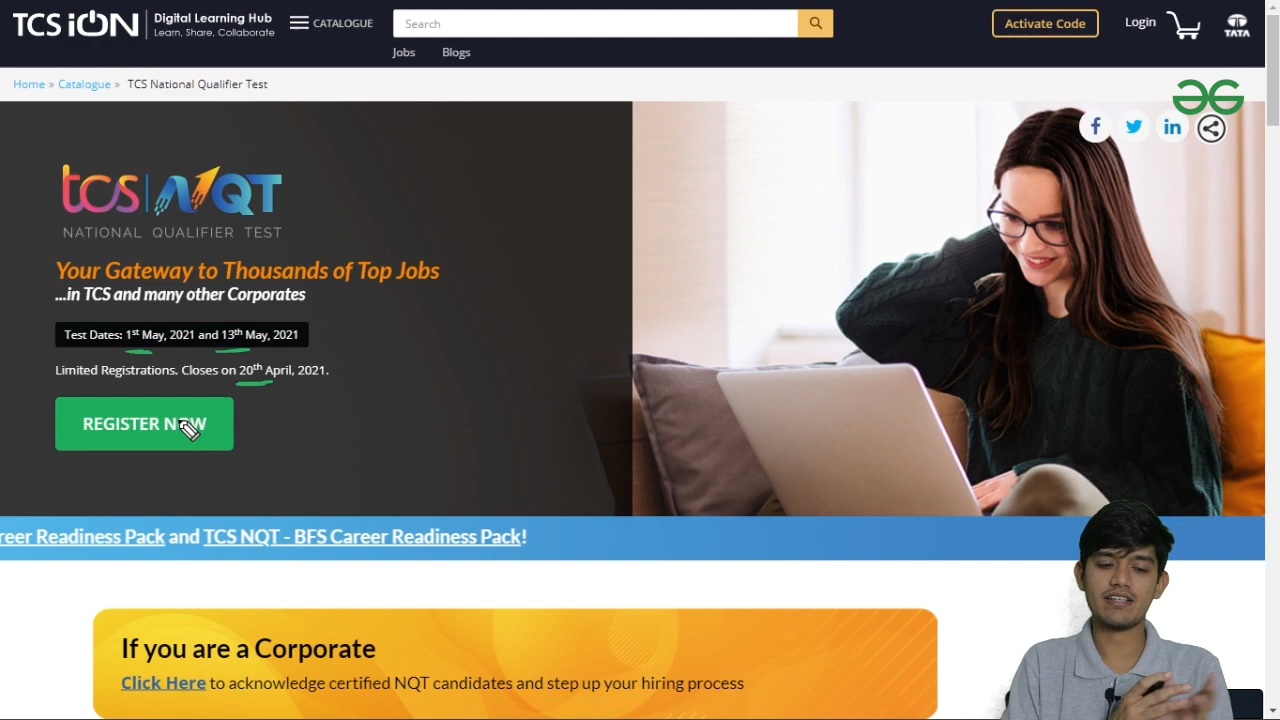 TCS iON
Digital Learning Hub
Learn, Share, Collaborate
CATALOGUE
Search
Activate Code
Login
TATA
Jobs
Blogs
Home » Catalogue » TCS National Qualifier Test
tcs | NQT
NATIONAL QUALIFIER TEST
Your Gateway to Thousands of Top Jobs
...in TCS and many other Corporates
Test Dates: 1st May, 2021 and 13th May, 2021
Limited Registrations. Closes on 20th April, 2021.
REGISTER NOW
reer Readiness Pack and TCS NQT - BFS Career Readiness Pack!
If you are a Corporate
Click Here to acknowledge certified NQT candidates and step up your hiring process